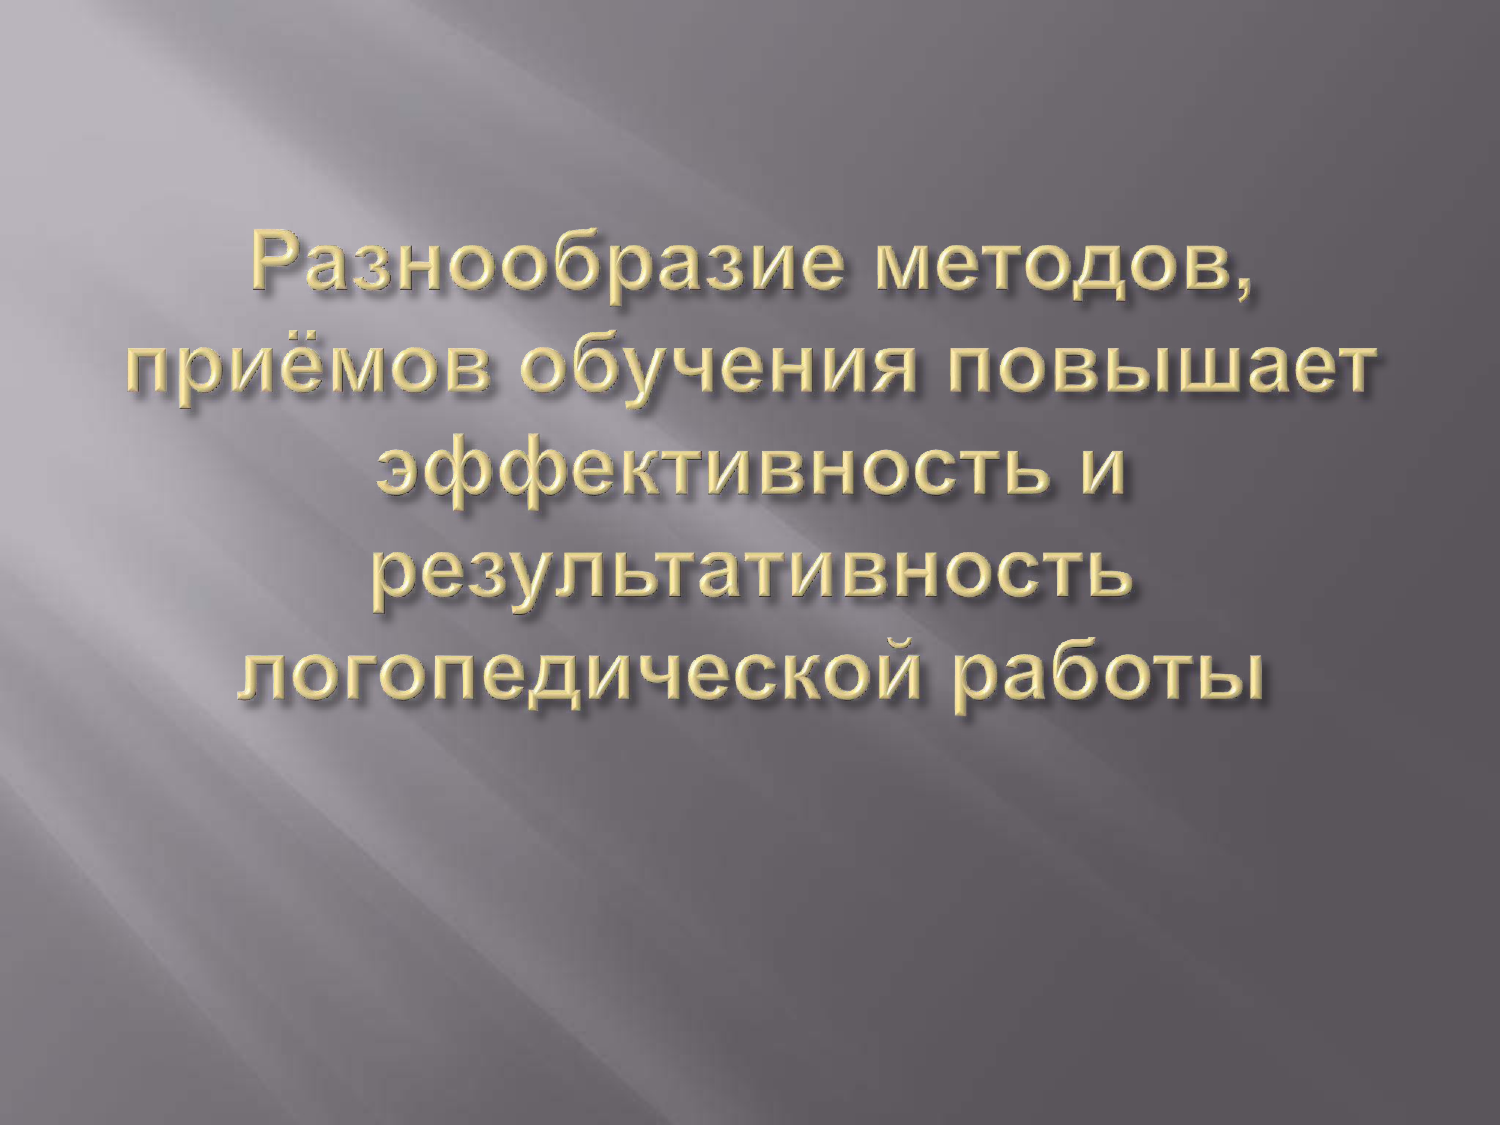 Разнообразие методов,
приёмов обучения повышает
эффективность и
результативность
логопедической работы